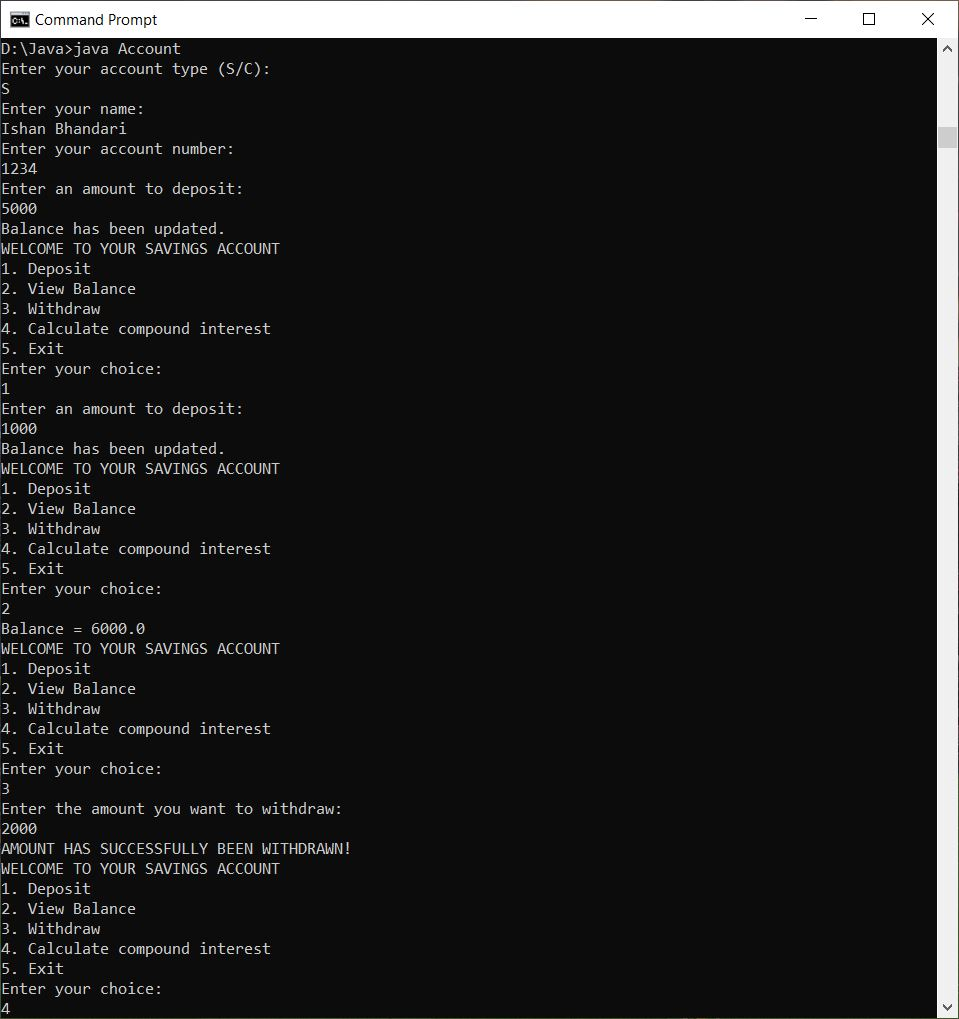 Command Prompt
D:\Java>java Account
Enter your account type (S/C):
S
Enter your name:
Ishan Bhandari
Enter your account number:
1234
Enter an amount to deposit:
5000
Balance has been updated.
WELCOME TO YOUR SAVINGS ACCOUNT
1. Deposit
2. View Balance
3. Withdraw
4. Calculate compound interest
5. Exit
Enter your choice:
1
Enter an amount to deposit:
1000
Balance has been updated.
WELCOME TO YOUR SAVINGS ACCOUNT
1. Deposit
2. View Balance
3. Withdraw
4. Calculate compound interest
5. Exit
Enter your choice:
2
Balance = 6000.0
WELCOME TO YOUR SAVINGS ACCOUNT
1. Deposit
2. View Balance
3. Withdraw
4. Calculate compound interest
5. Exit
Enter your choice:
3
Enter the amount you want to withdraw:
2000
AMOUNT HAS SUCCESSFULLY BEEN WITHDRAWN!
WELCOME TO YOUR SAVINGS ACCOUNT
1. Deposit
2. View Balance
3. Withdraw
4. Calculate compound interest
5. Exit
Enter your choice:
4